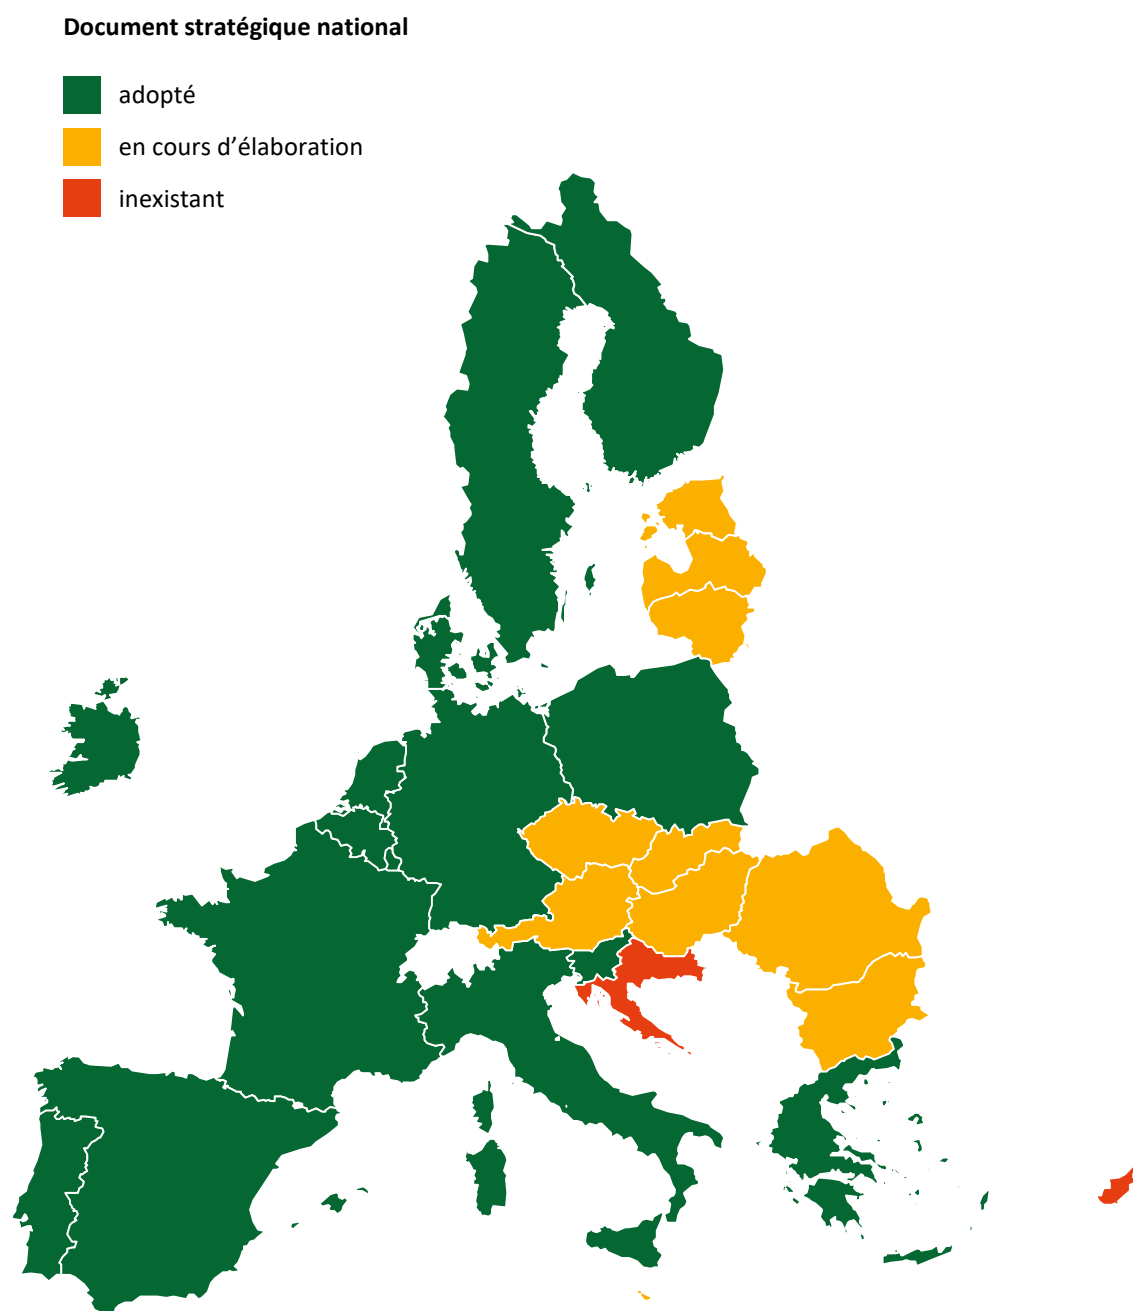 Document stratégique national
adopté
en cours d’élaboration
inexistant